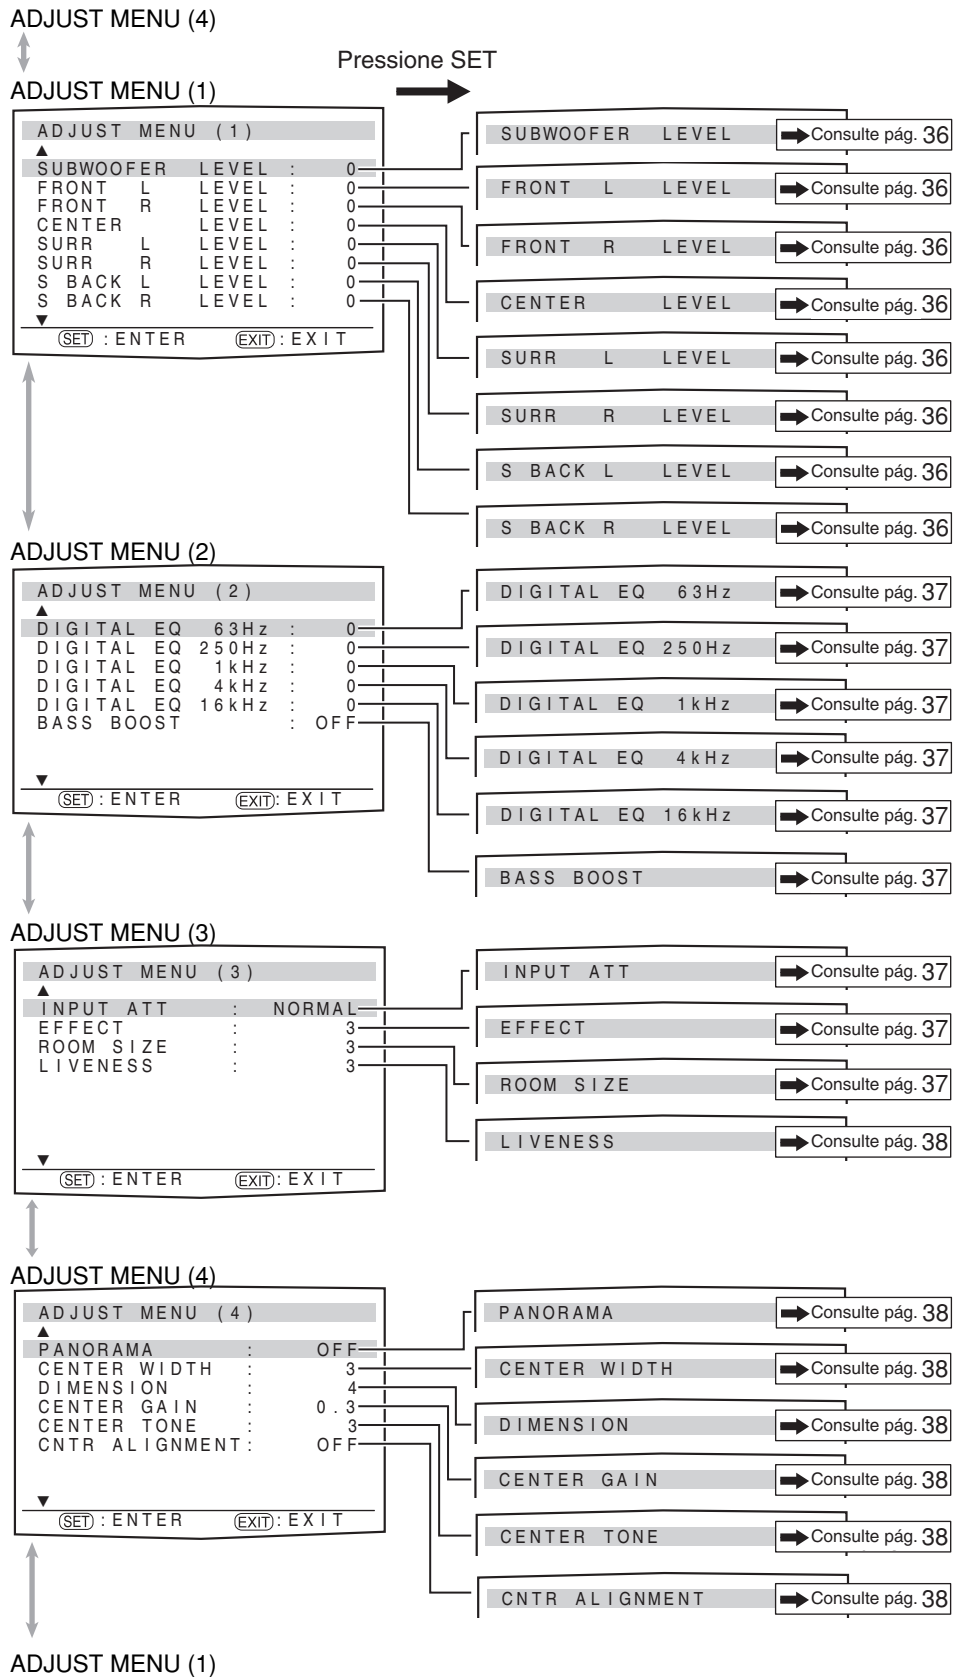 ADJUST MENU (4)
Pressione SET
ADJUST MENU (1)
ADJUST MENU (1)
▲
SUBWOOFER LEVEL : 0
FRONT L LEVEL : 0
FRONT R LEVEL : 0
CENTER LEVEL : 0
SURR L LEVEL : 0
SURR R LEVEL : 0
S BACK L LEVEL : 0
S BACK R LEVEL : 0
▼
SET : ENTER EXIT : EXIT
SUBWOOFER LEVEL Consulte pág. 36
FRONT L LEVEL Consulte pág. 36
FRONT R LEVEL Consulte pág. 36
CENTER LEVEL Consulte pág. 36
SURR L LEVEL Consulte pág. 36
SURR R LEVEL Consulte pág. 36
S BACK L LEVEL Consulte pág. 36
S BACK R LEVEL Consulte pág. 36
ADJUST MENU (2)
ADJUST MENU (2)
▲
DIGITAL EQ 63Hz : 0
DIGITAL EQ 250Hz : 0
DIGITAL EQ 1kHz : 0
DIGITAL EQ 4kHz : 0
DIGITAL EQ 16kHz : 0
BASS BOOST : OFF
▼
SET : ENTER EXIT : EXIT
DIGITAL EQ 63Hz Consulte pág. 37
DIGITAL EQ 250Hz Consulte pág. 37
DIGITAL EQ 1kHz Consulte pág. 37
DIGITAL EQ 4kHz Consulte pág. 37
DIGITAL EQ 16kHz Consulte pág. 37
BASS BOOST Consulte pág. 37
ADJUST MENU (3)
ADJUST MENU (3)
▲
INPUT ATT : NORMAL
EFFECT : 3
ROOM SIZE : 3
LIVENESS : 3
▼
SET : ENTER EXIT : EXIT
INPUT ATT Consulte pág. 37
EFFECT Consulte pág. 37
ROOM SIZE Consulte pág. 37
LIVENESS Consulte pág. 38
ADJUST MENU (4)
ADJUST MENU (4)
▲
PANORAMA : OFF
CENTER WIDTH : 3
DIMENSION : 4
CENTER GAIN : 0.3
CENTER TONE : 3
CNTR ALIGNMENT : OFF
▼
SET : ENTER EXIT : EXIT
PANORAMA Consulte pág. 38
CENTER WIDTH Consulte pág. 38
DIMENSION Consulte pág. 38
CENTER GAIN Consulte pág. 38
CENTER TONE Consulte pág. 38
CNTR ALIGNMENT Consulte pág. 38
ADJUST MENU (1)